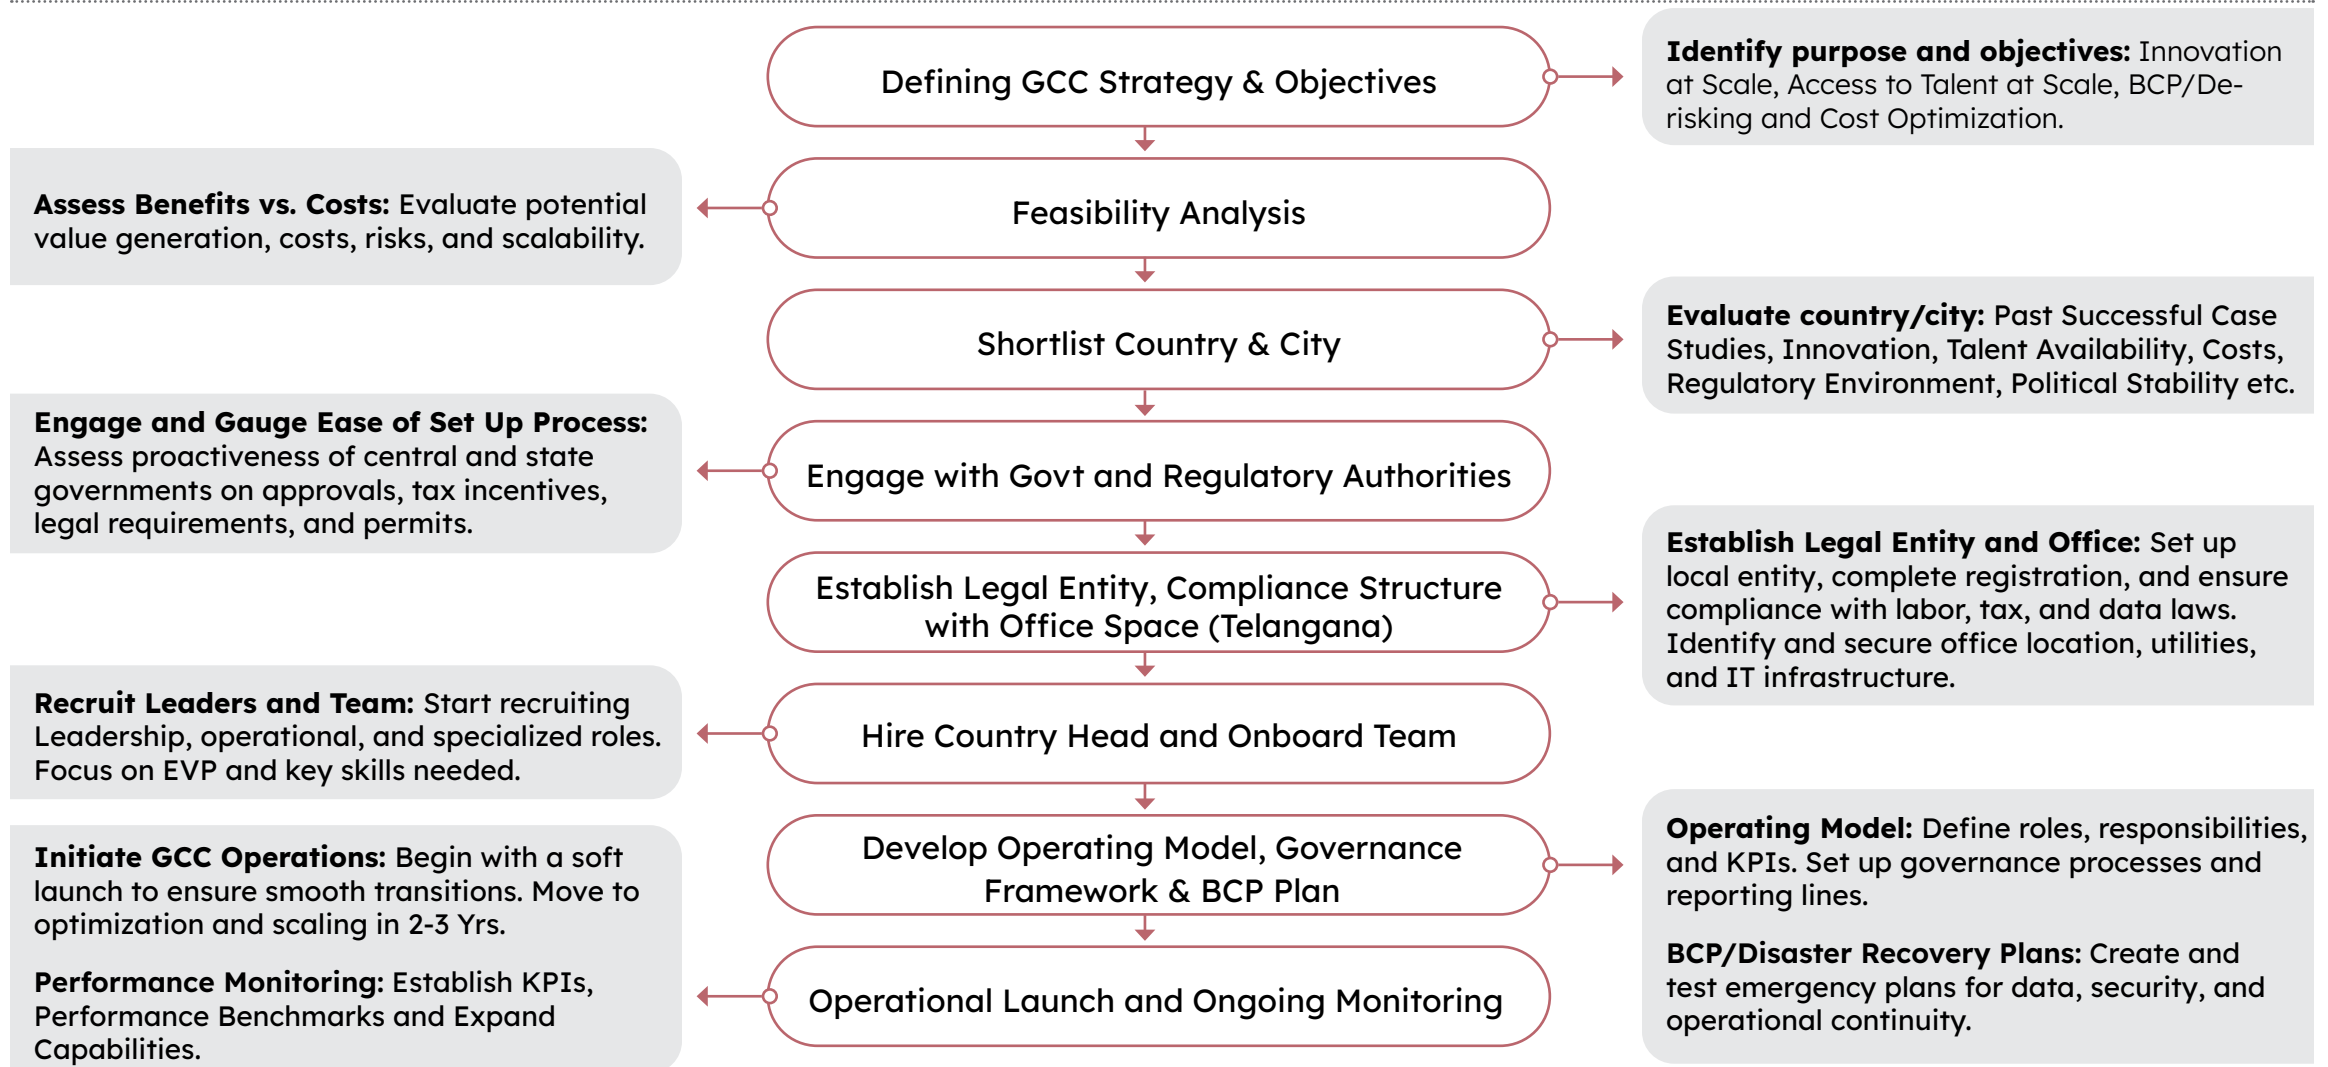 Defining GCC Strategy & Objectives
Identify purpose and objectives: Innovation
at Scale, Access to Talent at Scale, BCP/De-
risking and Cost Optimization.
Feasibility Analysis
Assess Benefits vs. Costs: Evaluate potential
value generation, costs, risks, and scalability.
Shortlist Country & City
Evaluate country/city: Past Successful Case
Studies, Innovation, Talent Availability, Costs,
Regulatory Environment, Political Stability etc.
Engage with Govt and Regulatory Authorities
Engage and Gauge Ease of Set Up Process:
Assess proactiveness of central and state
governments on approvals, tax incentives,
legal requirements, and permits.
Establish Legal Entity, Compliance Structure
with Office Space (Telangana)
Establish Legal Entity and Office: Set up
local entity, complete registration, and ensure
compliance with labor, tax, and data laws.
Identify and secure office location, utilities,
and IT infrastructure.
Hire Country Head and Onboard Team
Recruit Leaders and Team: Start recruiting
Leadership, operational, and specialized roles.
Focus on EVP and key skills needed.
Develop Operating Model, Governance
Framework & BCP Plan
Operating Model: Define roles, responsibilities,
and KPIs. Set up governance processes and
reporting lines.
BCP/Disaster Recovery Plans: Create and
test emergency plans for data, security, and
operational continuity.
Operational Launch and Ongoing Monitoring
Initiate GCC Operations: Begin with a soft
launch to ensure smooth transitions. Move to
optimization and scaling in 2-3 Yrs.
Performance Monitoring: Establish KPIs,
Performance Benchmarks and Expand
Capabilities.